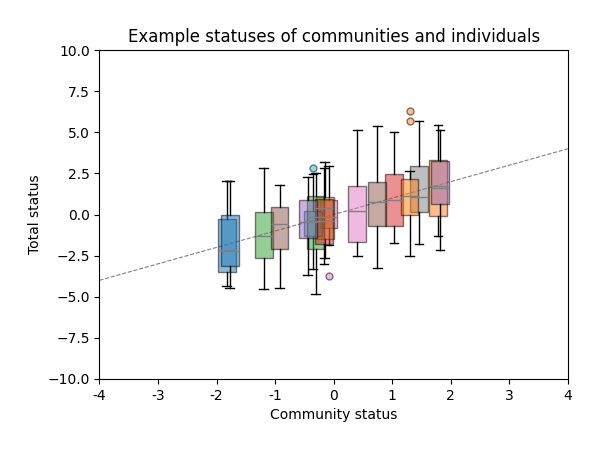 Example statuses of communities and individuals
10.0
7.5
5.0
2.5
0.0
−2.5
−5.0
−7.5
−10.0
Total status
-4 -3 -2 -1 0 1 2 3 4
Community status